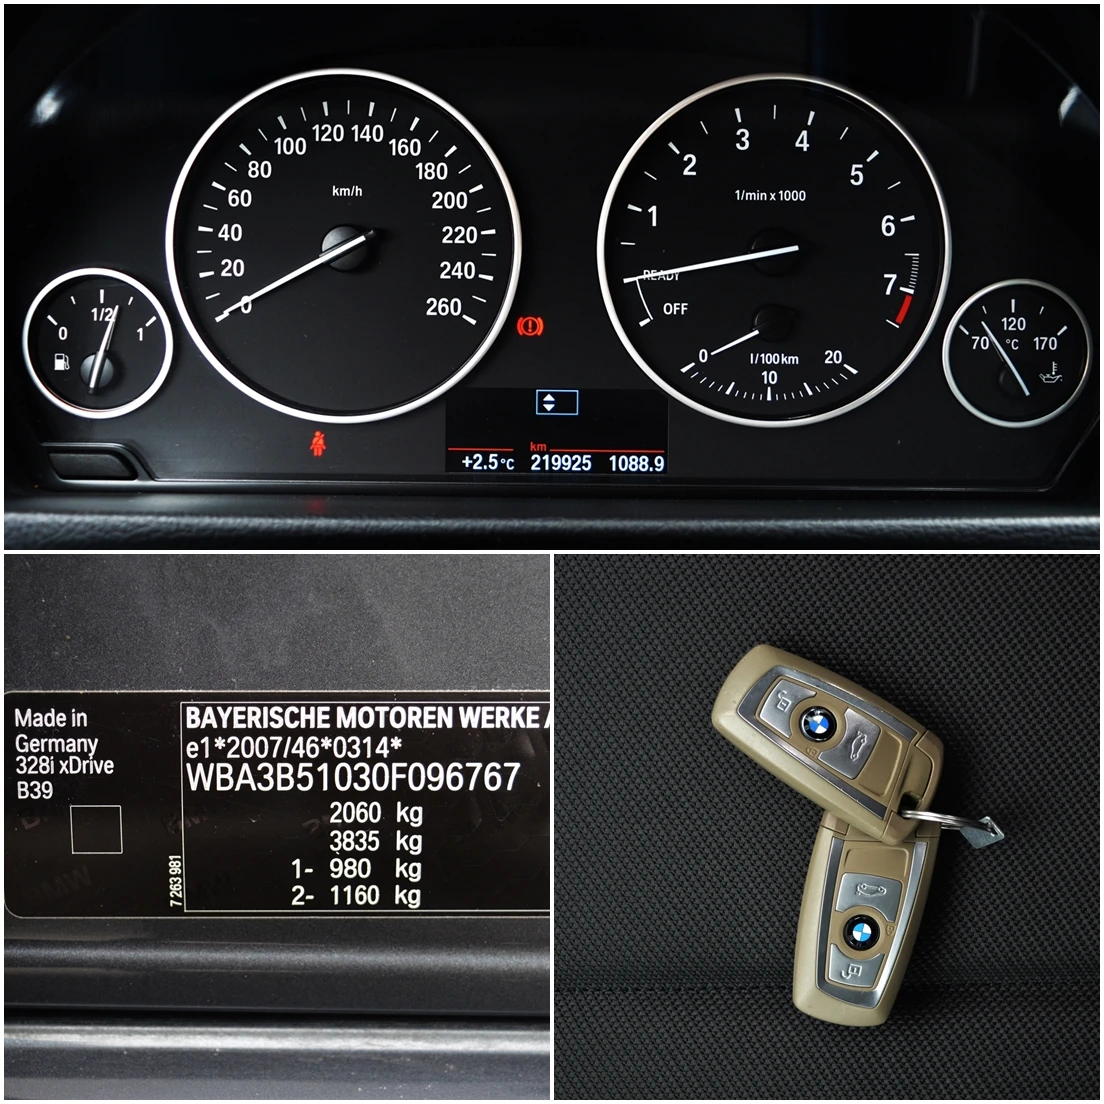 0 20 40 60 80 100 120 140 160 180 200 220 240 260
km/h
1 2 3 4 5 6 7
1/min x 1000
READY
OFF
0 10 20
l/100km
0 1/2 1
70 120 170
°C
km
+2.5°C 219925 1088.9
Made in
Germany
328i xDrive
B39
7 263 981
BAYERISCHE MOTOREN WERKE A
e1*2007/46*0314*
WBA3B51030F096767
2060 kg
3835 kg
1- 980 kg
2- 1160 kg